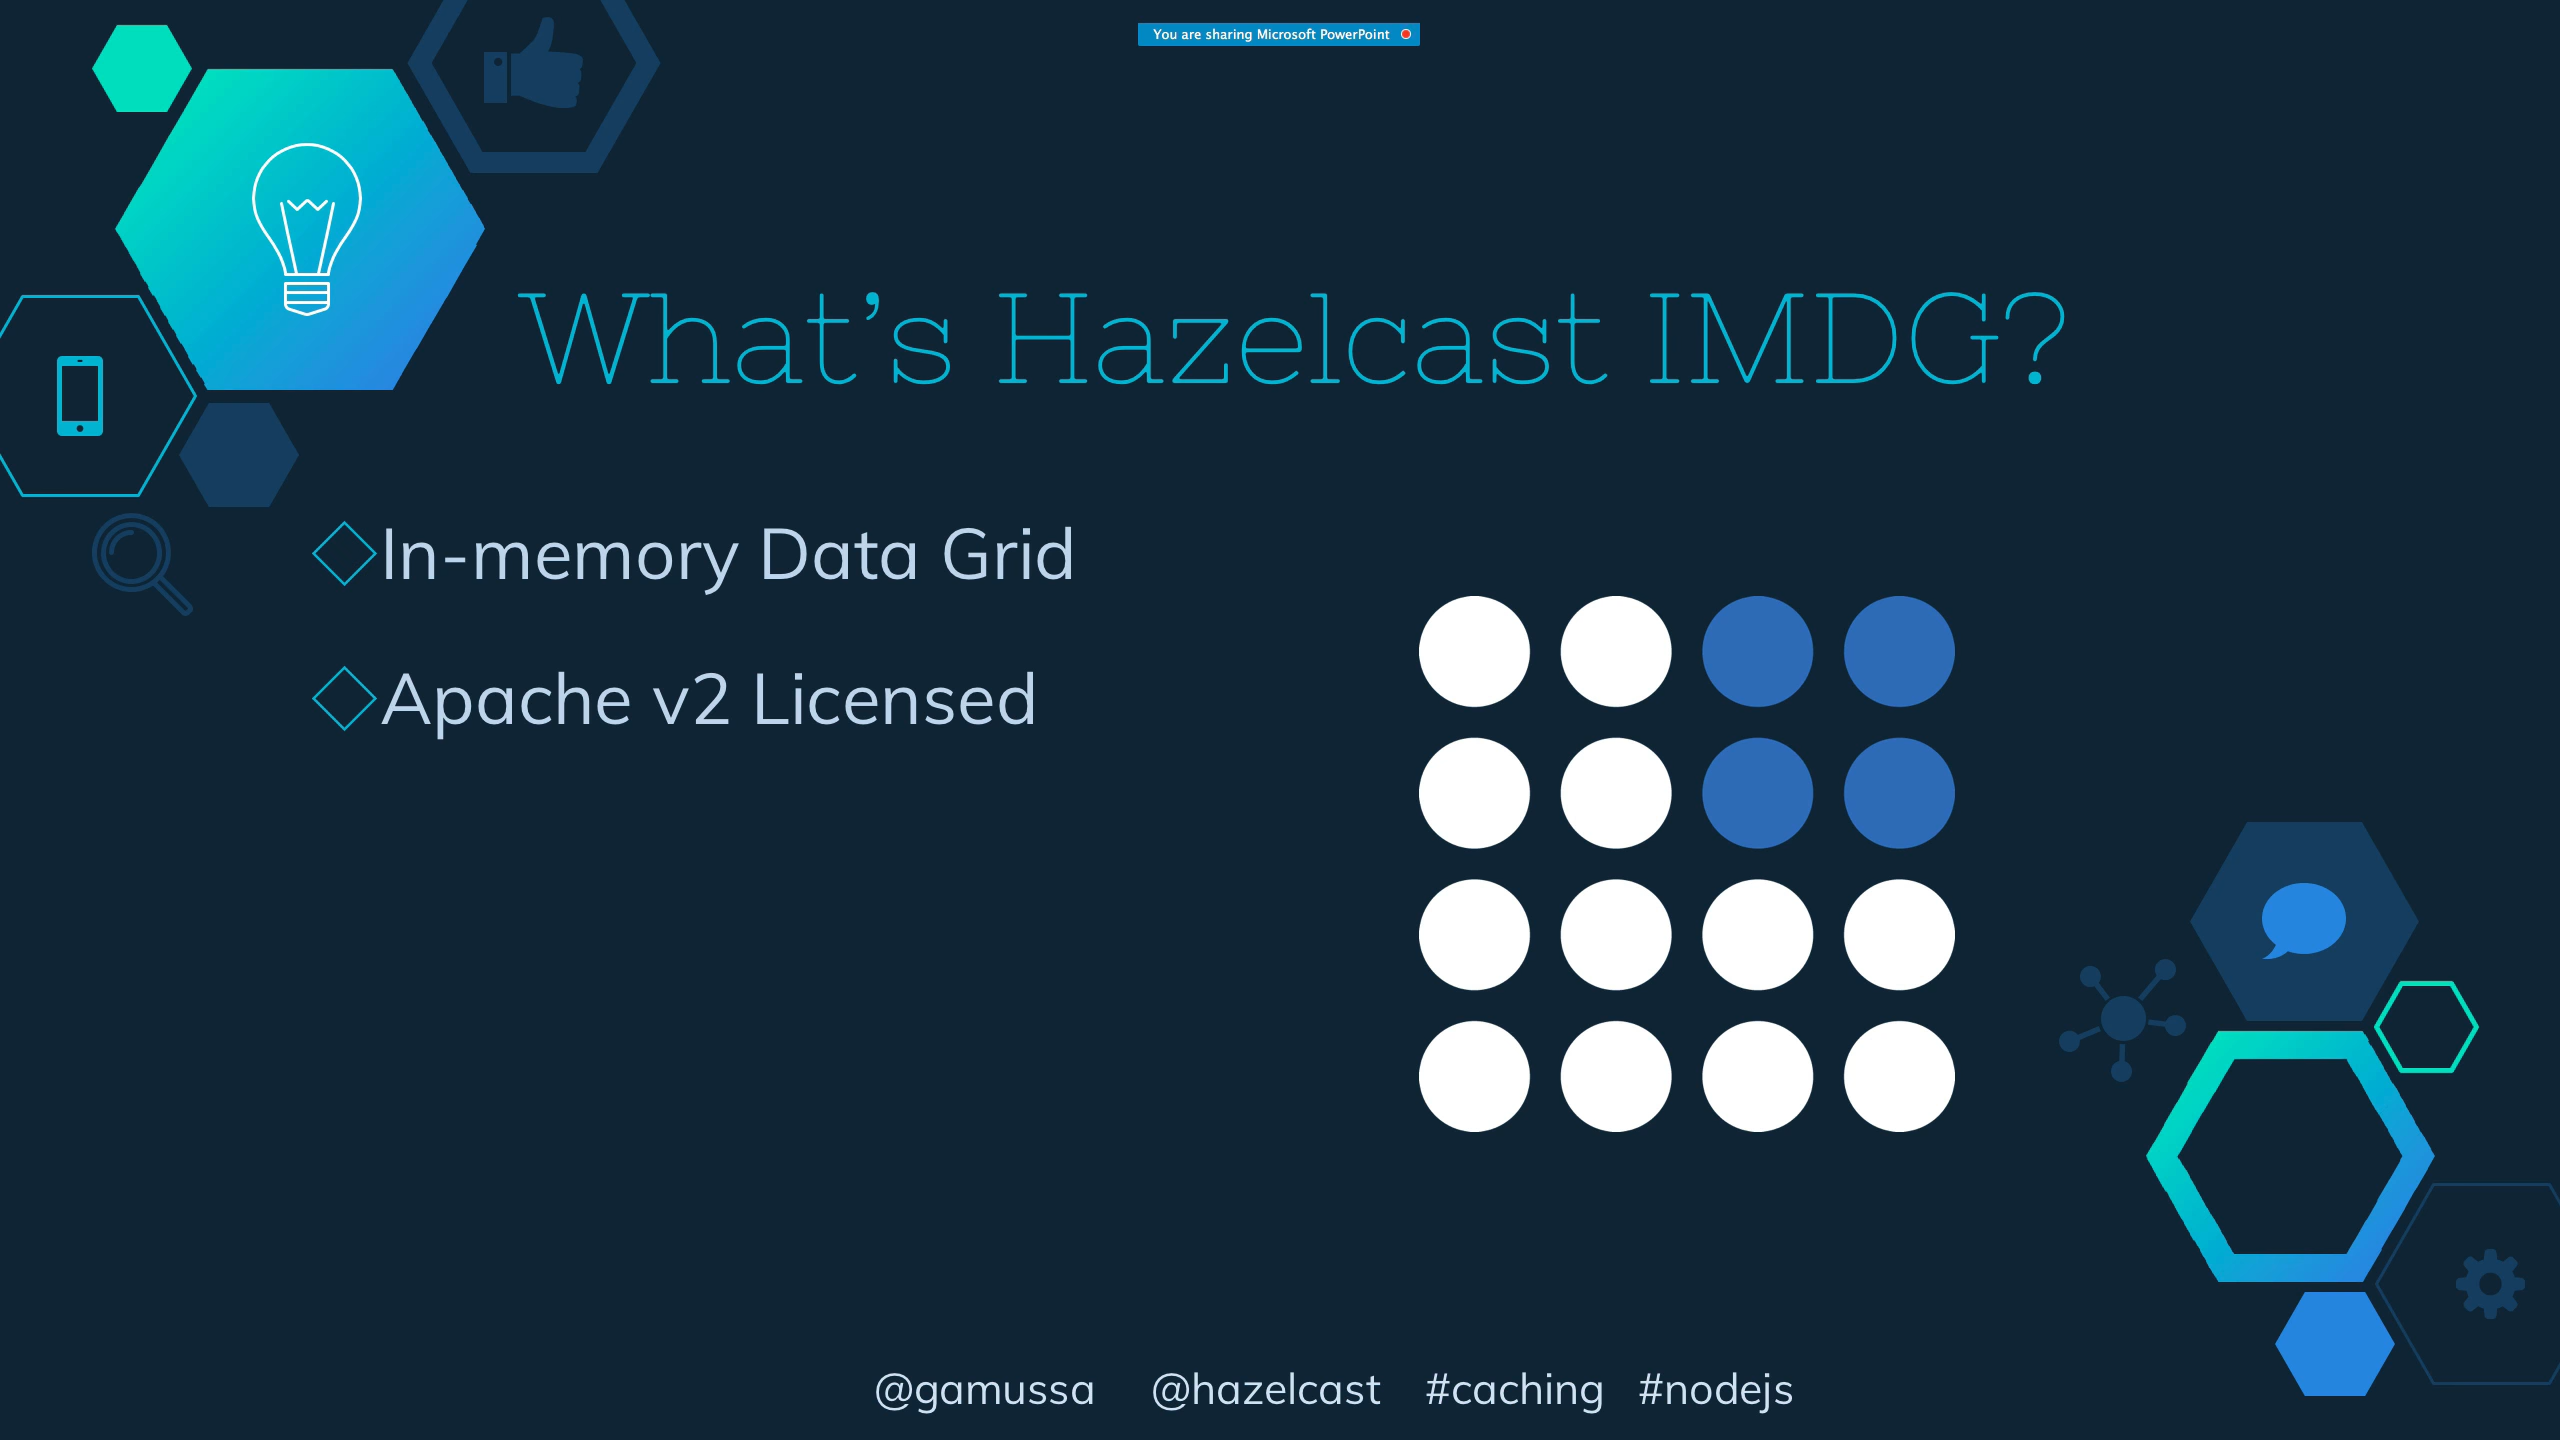 You are sharing Microsoft PowerPoint
What’s Hazelcast IMDG?
In-memory Data Grid
Apache v2 Licensed
@gamussa @hazelcast #caching #nodejs